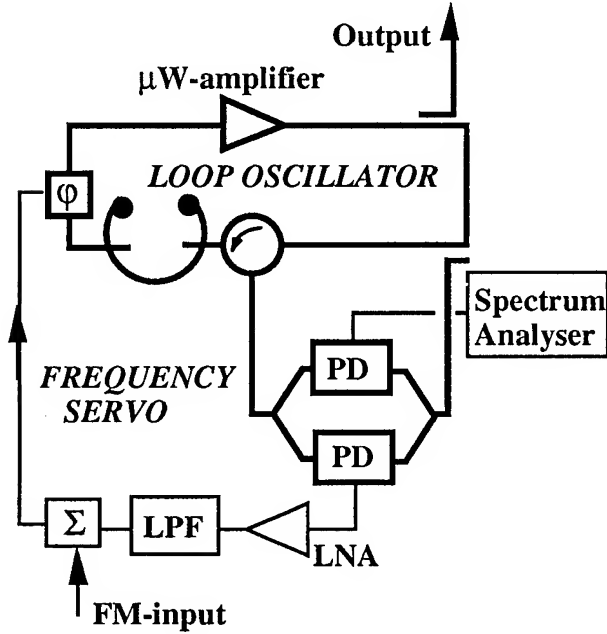 Output
μW-amplifier
LOOP OSCILLATOR
φ
Spectrum
Analyser
PD
FREQUENCY
SERVO
PD
Σ
LPF
LNA
FM-input